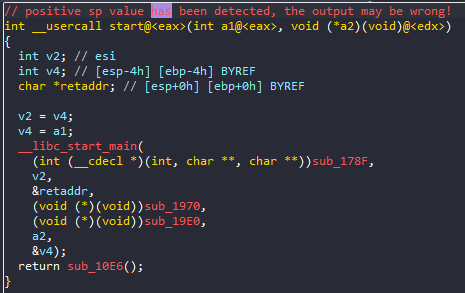 // positive sp value has been detected, the output may be wrong!
int __usercall start@<eax>(int a1@<eax>, void (*a2)(void)@<edx>)
{
  int v2; // esi
  int v4; // [esp-4h] [ebp-4h] BYREF
  char *retaddr; // [esp+0h] [ebp+0h] BYREF

  v2 = v4;
  v4 = a1;
  __libc_start_main(
    (int (__cdecl *)(int, char **, char **))sub_178F,
    v2,
    &retaddr,
    (void (*)(void))sub_1970,
    (void (*)(void))sub_19E0,
    a2,
    &v4);
  return sub_10E6();
}